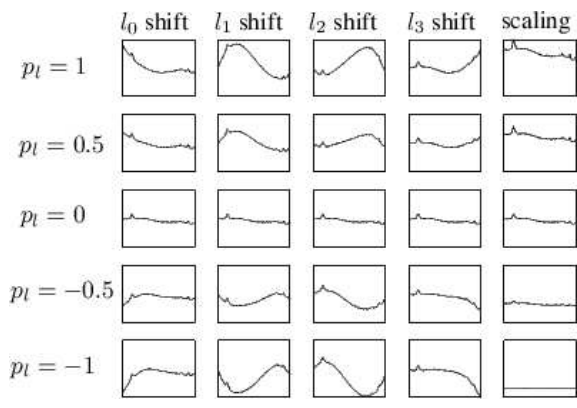 l₀ shift l₁ shift l₂ shift l₃ shift scaling
pₗ = 1
pₗ = 0.5
pₗ = 0
pₗ = −0.5
pₗ = −1